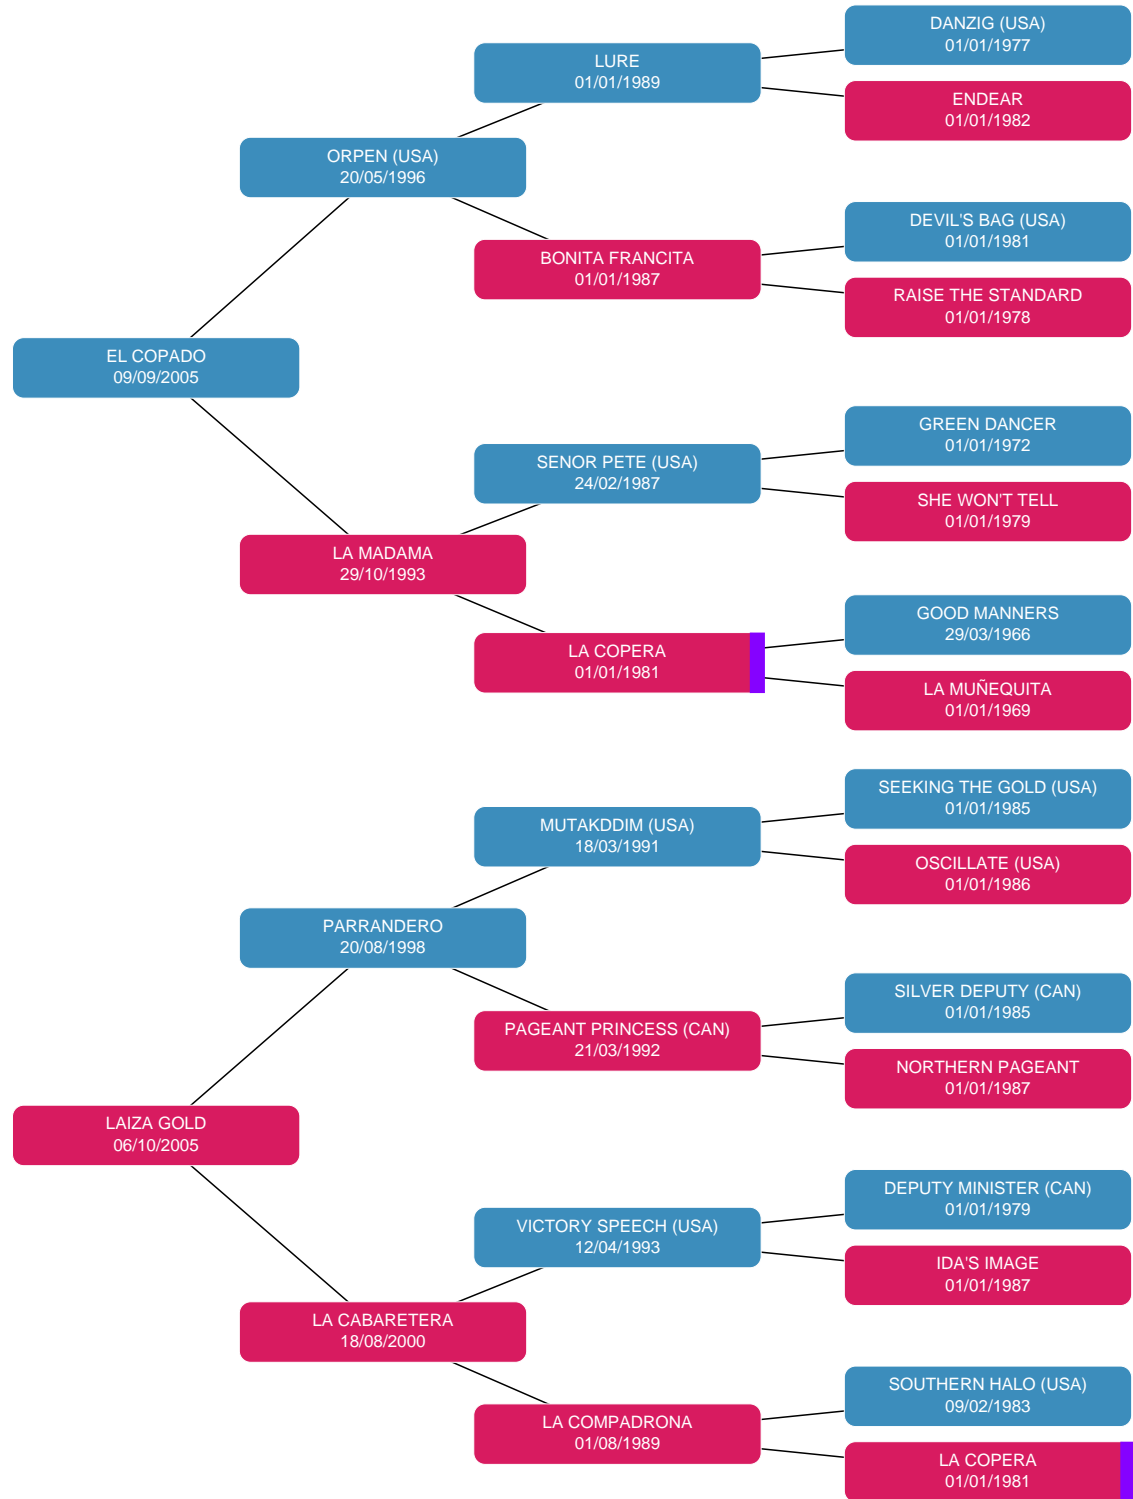 DANZIG (USA)
01/01/1977
LURE
01/01/1989
ENDEAR
01/01/1982
ORPEN (USA)
20/05/1996
DEVIL'S BAG (USA)
01/01/1981
BONITA FRANCITA
01/01/1987
RAISE THE STANDARD
01/01/1978
EL COPADO
09/09/2005
GREEN DANCER
01/01/1972
SENOR PETE (USA)
24/02/1987
SHE WON'T TELL
01/01/1979
LA MADAMA
29/10/1993
GOOD MANNERS
29/03/1966
LA COPERA
01/01/1981
LA MUÑEQUITA
01/01/1969
SEEKING THE GOLD (USA)
01/01/1985
MUTAKDDIM (USA)
18/03/1991
OSCILLATE (USA)
01/01/1986
PARRANDERO
20/08/1998
SILVER DEPUTY (CAN)
01/01/1985
PAGEANT PRINCESS (CAN)
21/03/1992
NORTHERN PAGEANT
01/01/1987
LAIZA GOLD
06/10/2005
DEPUTY MINISTER (CAN)
01/01/1979
VICTORY SPEECH (USA)
12/04/1993
IDA'S IMAGE
01/01/1987
LA CABARETERA
18/08/2000
SOUTHERN HALO (USA)
09/02/1983
LA COMPADRONA
01/08/1989
LA COPERA
01/01/1981